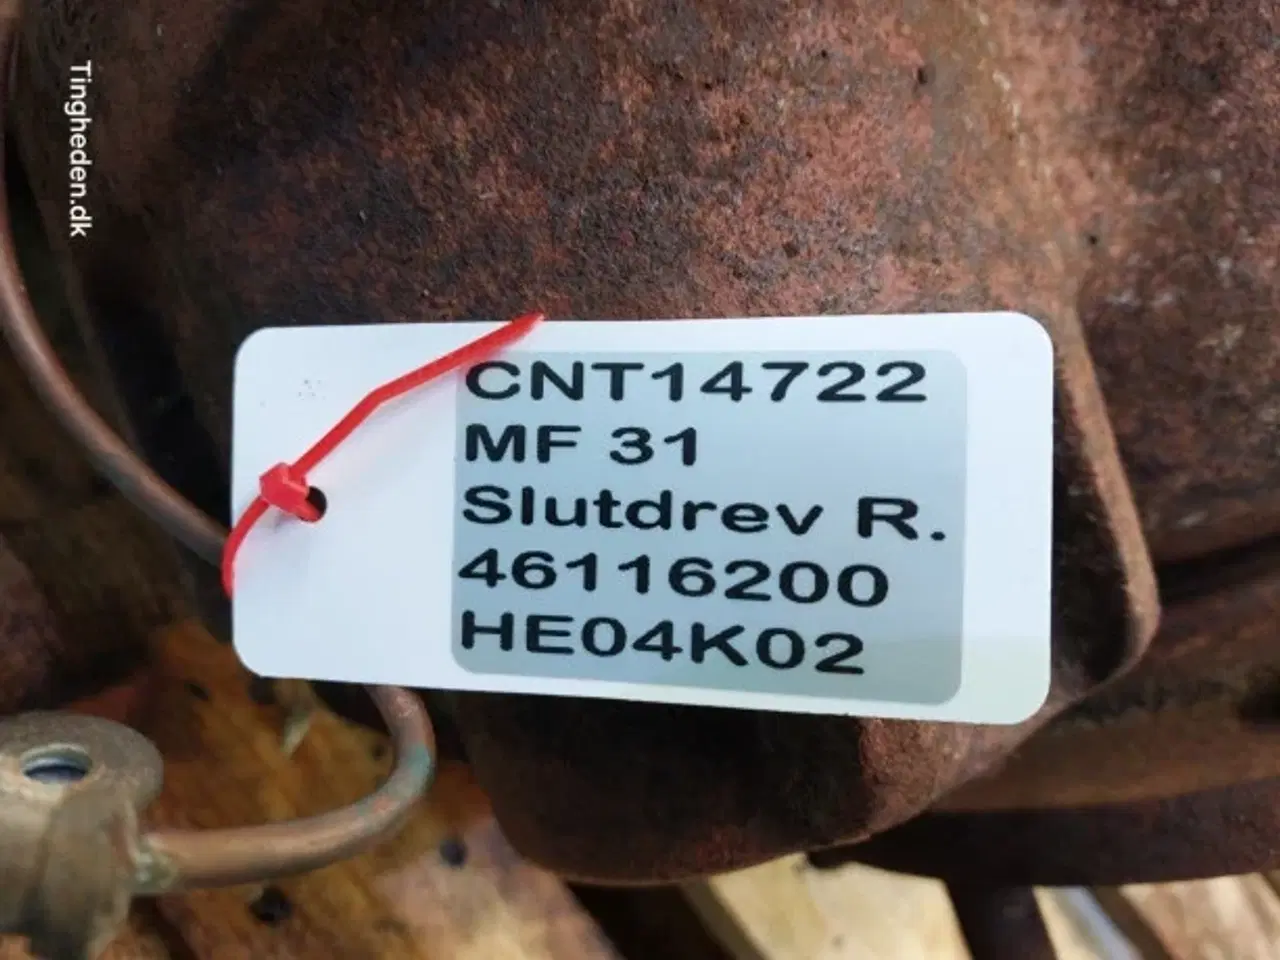 Tingheden.dk
CNT14722
MF 31
Slutdrev R.
46116200
HE04K02